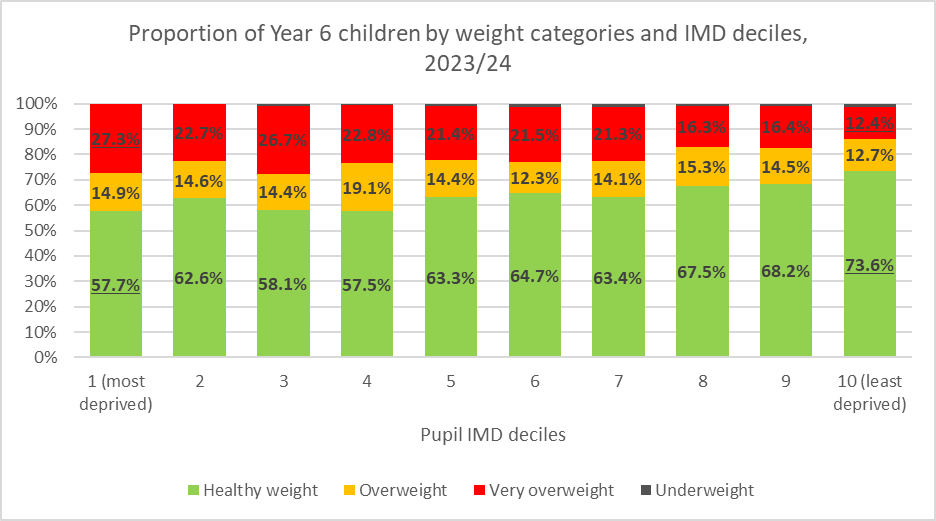 Proportion of Year 6 children by weight categories and IMD deciles,
2023/24
100%
90%
80%
70%
60%
50%
40%
30%
20%
10%
0%
27.3% 22.7% 26.7% 22.8% 21.4% 21.5% 21.3% 16.3% 16.4% 12.4%
14.9% 14.6% 14.4% 19.1% 14.4% 12.3% 14.1% 15.3% 14.5% 12.7%
57.7% 62.6% 58.1% 57.5% 63.3% 64.7% 63.4% 67.5% 68.2% 73.6%
1 (most 2 3 4 5 6 7 8 9 10 (least
deprived) deprived)
Pupil IMD deciles
Healthy weight Overweight Very overweight Underweight